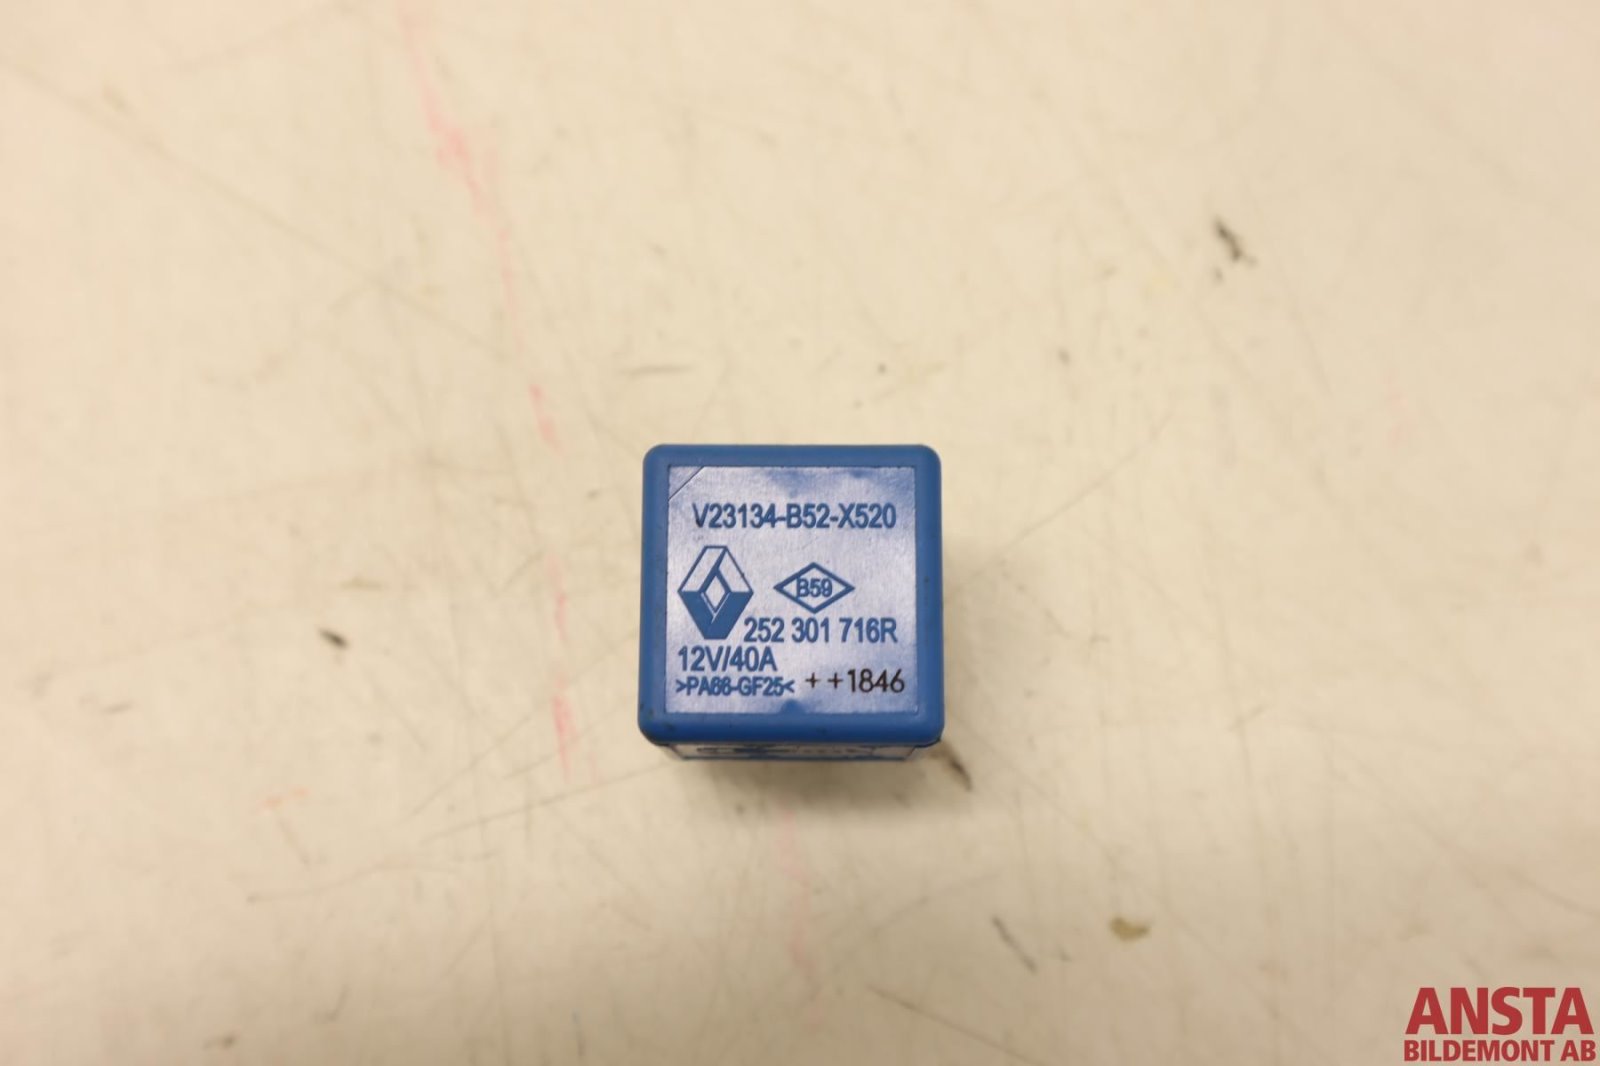 V23134-B52-X520
B59
252 301 716R
12V/40A
>PA66-GF25< ++1846
ANSTA
BILDEMONT AB